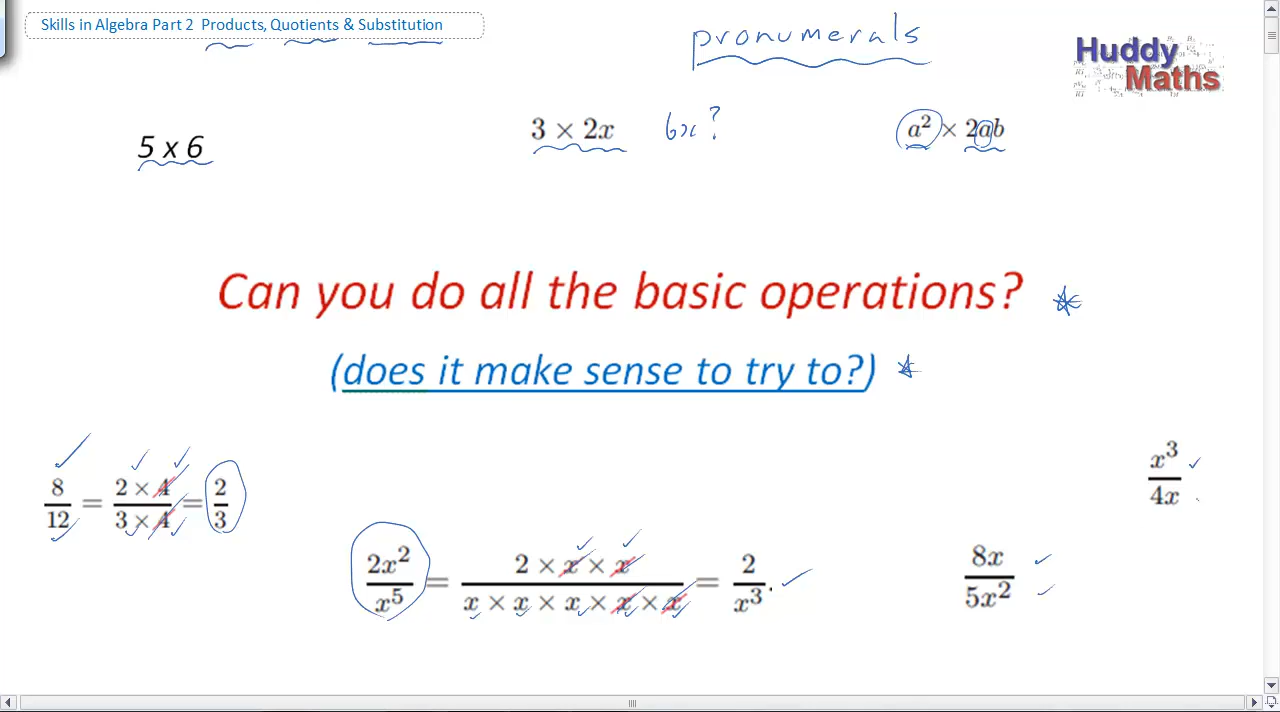 Skills in Algebra Part 2 Products, Quotients & Substitution
pronumerals
Huddy
Maths
5 x 6
3 × 2x
6x?
a² × 2ab
Can you do all the basic operations?
(does it make sense to try to?)
8/12 = (2 × 4)/(3 × 4) = 2/3
x³/4x
2x²/x⁵ = (2 × x × x)/(x × x × x × x × x) = 2/x³.
8x/5x²